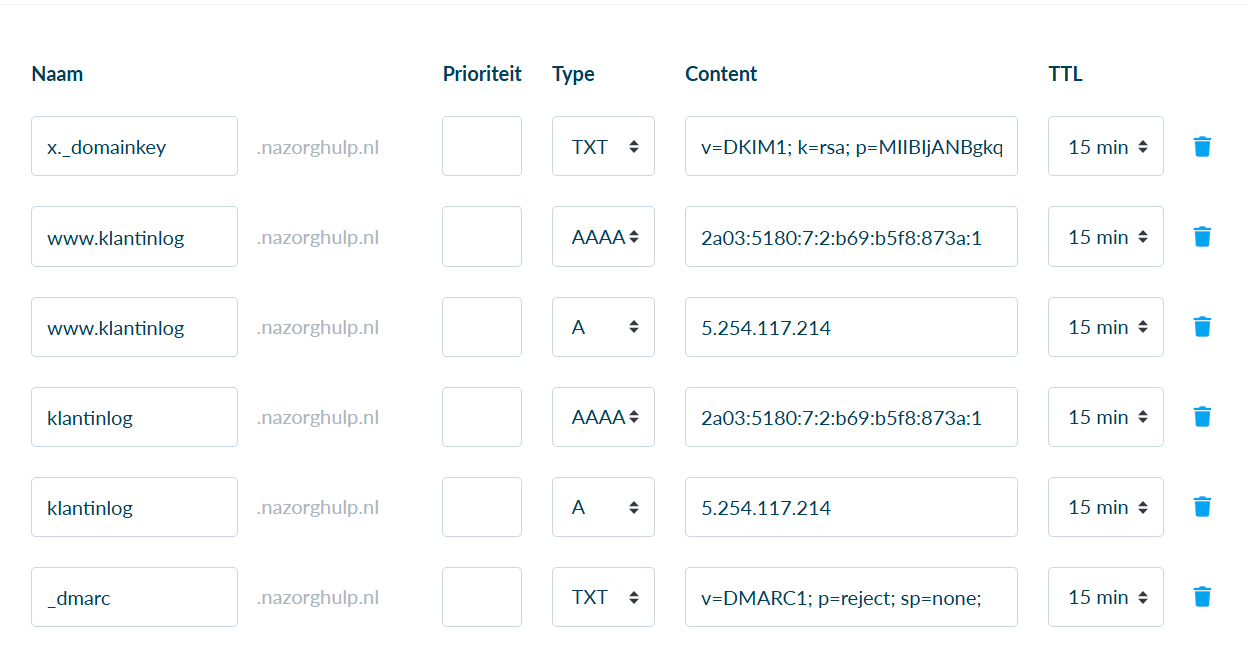 Naam Prioriteit Type Content TTL
x._domainkey .nazorghulp.nl TXT v=DKIM1; k=rsa; p=MIIBIjANBgkq 15 min
www.klantinlog .nazorghulp.nl AAAA 2a03:5180:7:2:b69:b5f8:873a:1 15 min
www.klantinlog .nazorghulp.nl A 5.254.117.214 15 min
klantinlog .nazorghulp.nl AAAA 2a03:5180:7:2:b69:b5f8:873a:1 15 min
klantinlog .nazorghulp.nl A 5.254.117.214 15 min
_dmarc .nazorghulp.nl TXT v=DMARC1; p=reject; sp=none; 15 min